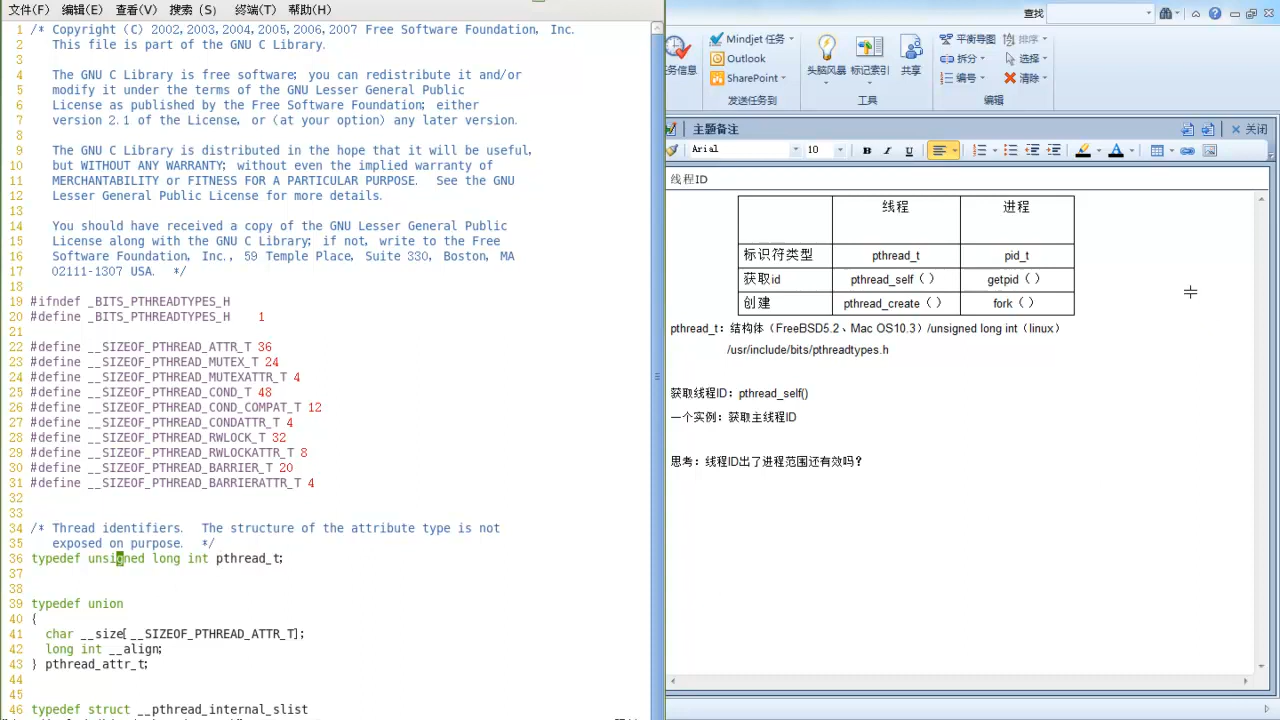 文件(F) 编辑(E) 查看(V) 搜索 (S) 终端(T) 帮助(H)
1 /* Copyright (C) 2002,2003,2004,2005,2006,2007 Free Software Foundation, Inc.
2    This file is part of the GNU C Library.
3
4    The GNU C Library is free software; you can redistribute it and/or
5    modify it under the terms of the GNU Lesser General Public
6    License as published by the Free Software Foundation; either
7    version 2.1 of the License, or (at your option) any later version.
8
9    The GNU C Library is distributed in the hope that it will be useful,
10    but WITHOUT ANY WARRANTY; without even the implied warranty of
11    MERCHANTABILITY or FITNESS FOR A PARTICULAR PURPOSE.  See the GNU
12    Lesser General Public License for more details.
13
14    You should have received a copy of the GNU Lesser General Public
15    License along with the GNU C Library; if not, write to the Free
16    Software Foundation, Inc., 59 Temple Place, Suite 330, Boston, MA
17    02111-1307 USA.  */
18
19 #ifndef _BITS_PTHREADTYPES_H
20 #define _BITS_PTHREADTYPES_H    1
21
22 #define __SIZEOF_PTHREAD_ATTR_T 36
23 #define __SIZEOF_PTHREAD_MUTEX_T 24
24 #define __SIZEOF_PTHREAD_MUTEXATTR_T 4
25 #define __SIZEOF_PTHREAD_COND_T 48
26 #define __SIZEOF_PTHREAD_COND_COMPAT_T 12
27 #define __SIZEOF_PTHREAD_CONDATTR_T 4
28 #define __SIZEOF_PTHREAD_RWLOCK_T 32
29 #define __SIZEOF_PTHREAD_RWLOCKATTR_T 8
30 #define __SIZEOF_PTHREAD_BARRIER_T 20
31 #define __SIZEOF_PTHREAD_BARRIERATTR_T 4
32
33
34 /* Thread identifiers.  The structure of the attribute type is not
35    exposed on purpose.  */
36 typedef unsigned long int pthread_t;
37
38
39 typedef union
40 {
41   char __size[__SIZEOF_PTHREAD_ATTR_T];
42   long int __align;
43 } pthread_attr_t;
44
45
46 typedef struct __pthread_internal_slist
查找
Mindjet 任务
Outlook
SharePoint
务信息
发送任务到
头脑风暴 标记索引 共享
工具
平衡导图 排序
拆分 选择
编号 清除
编辑
主题备注 关闭
Arial 10 B I U
线程ID
线程 进程
标识符类型 pthread_t pid_t
获取id pthread_self（） getpid（）
创建 pthread_create（） fork（）
pthread_t：结构体（FreeBSD5.2、Mac OS10.3）/unsigned long int（linux）
/usr/include/bits/pthreadtypes.h
获取线程ID：pthread_self()
一个实例：获取主线程ID
思考：线程ID出了进程范围还有效吗？